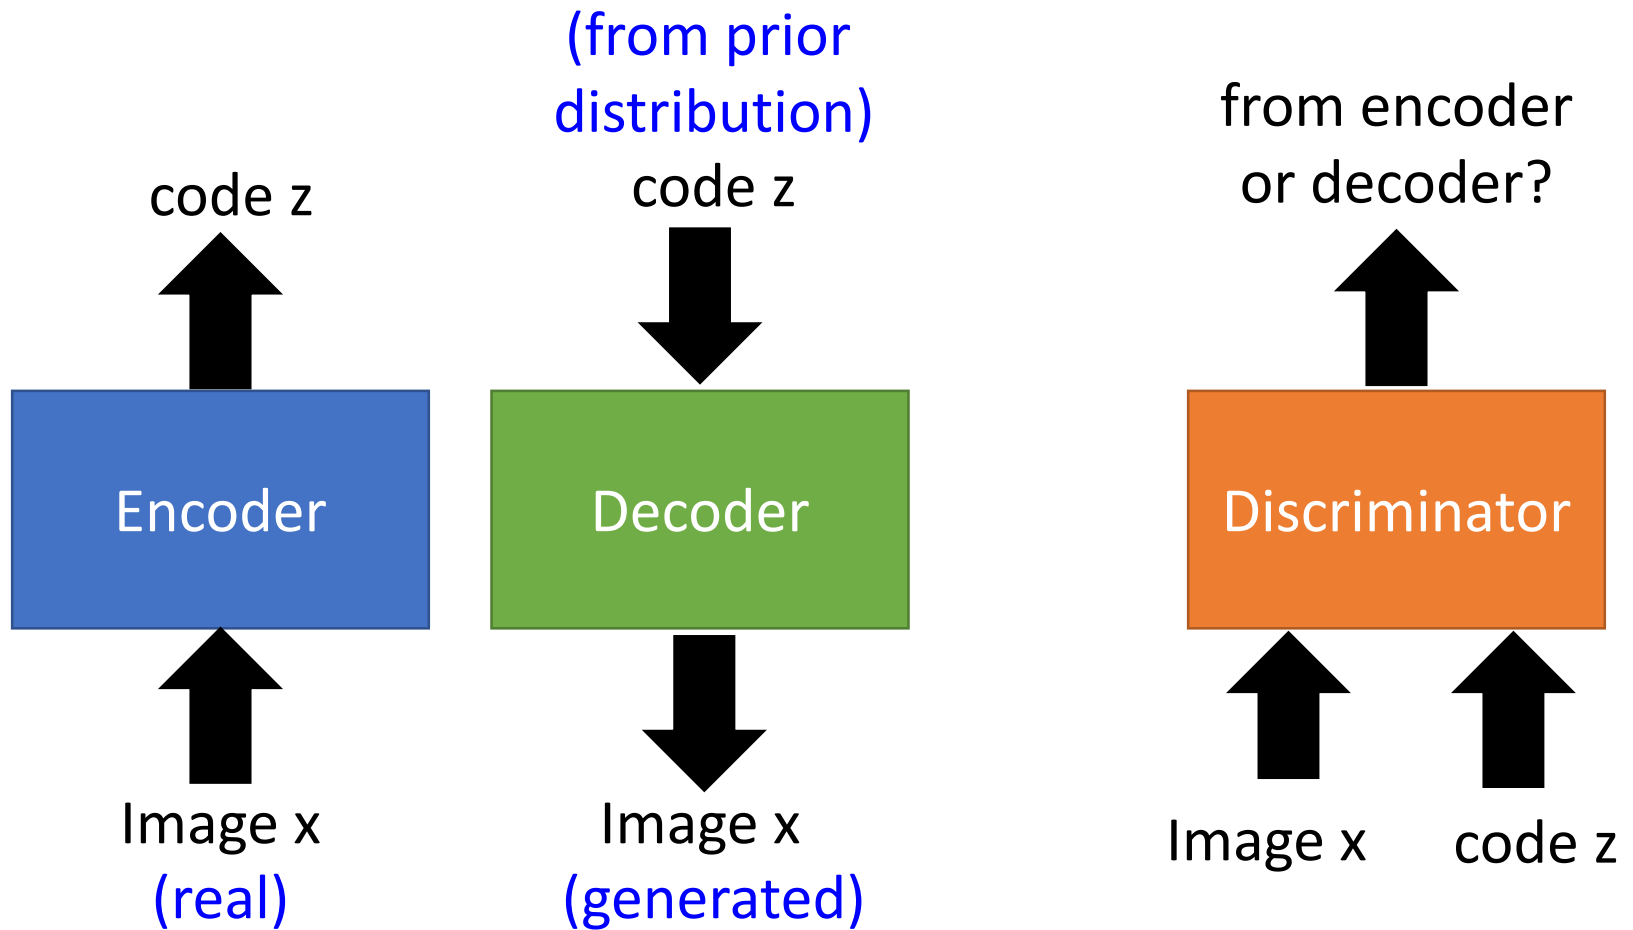 code z
Encoder
Image x
(real)
(from prior
distribution)
code z
Decoder
Image x
(generated)
from encoder
or decoder?
Discriminator
Image x
code z